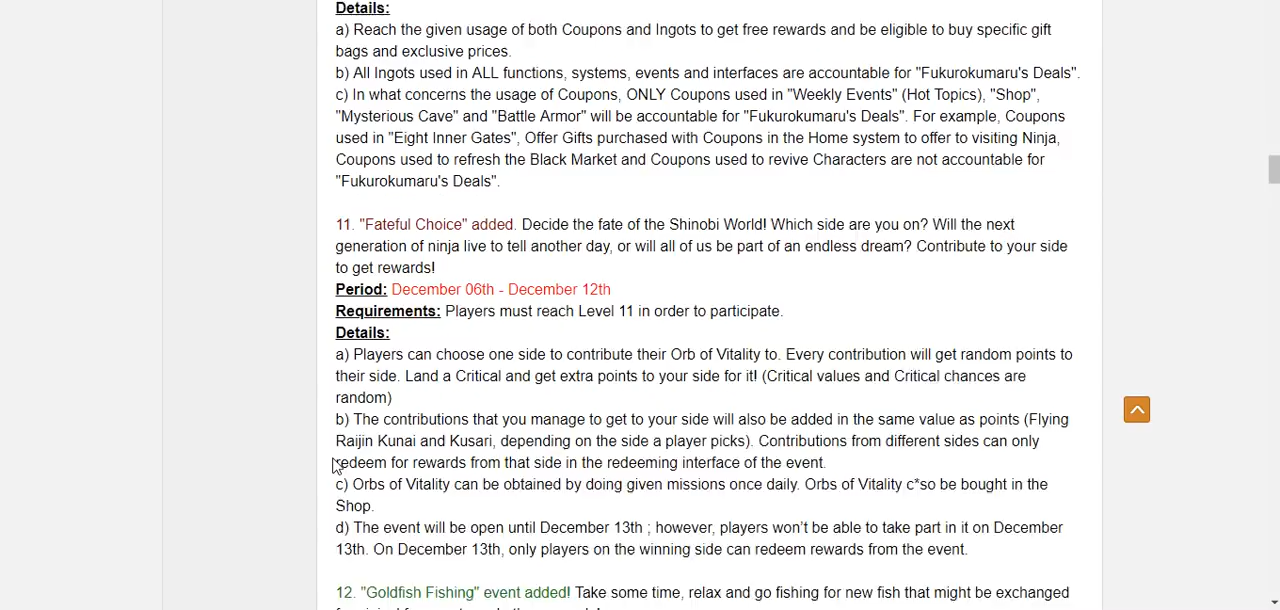 Details:
a) Reach the given usage of both Coupons and Ingots to get free rewards and be eligible to buy specific gift
bags and exclusive prices.
b) All Ingots used in ALL functions, systems, events and interfaces are accountable for "Fukurokumaru's Deals".
c) In what concerns the usage of Coupons, ONLY Coupons used in "Weekly Events" (Hot Topics), "Shop",
"Mysterious Cave" and "Battle Armor" will be accountable for "Fukurokumaru's Deals". For example, Coupons
used in "Eight Inner Gates", Offer Gifts purchased with Coupons in the Home system to offer to visiting Ninja,
Coupons used to refresh the Black Market and Coupons used to revive Characters are not accountable for
"Fukurokumaru's Deals".
11. "Fateful Choice" added. Decide the fate of the Shinobi World! Which side are you on? Will the next
generation of ninja live to tell another day, or will all of us be part of an endless dream? Contribute to your side
to get rewards!
Period: December 06th - December 12th
Requirements: Players must reach Level 11 in order to participate.
Details:
a) Players can choose one side to contribute their Orb of Vitality to. Every contribution will get random points to
their side. Land a Critical and get extra points to your side for it! (Critical values and Critical chances are
random)
b) The contributions that you manage to get to your side will also be added in the same value as points (Flying
Raijin Kunai and Kusari, depending on the side a player picks). Contributions from different sides can only
redeem for rewards from that side in the redeeming interface of the event.
c) Orbs of Vitality can be obtained by doing given missions once daily. Orbs of Vitality c*so be bought in the
Shop.
d) The event will be open until December 13th ; however, players won't be able to take part in it on December
13th. On December 13th, only players on the winning side can redeem rewards from the event.
12. "Goldfish Fishing" event added! Take some time, relax and go fishing for new fish that might be exchanged